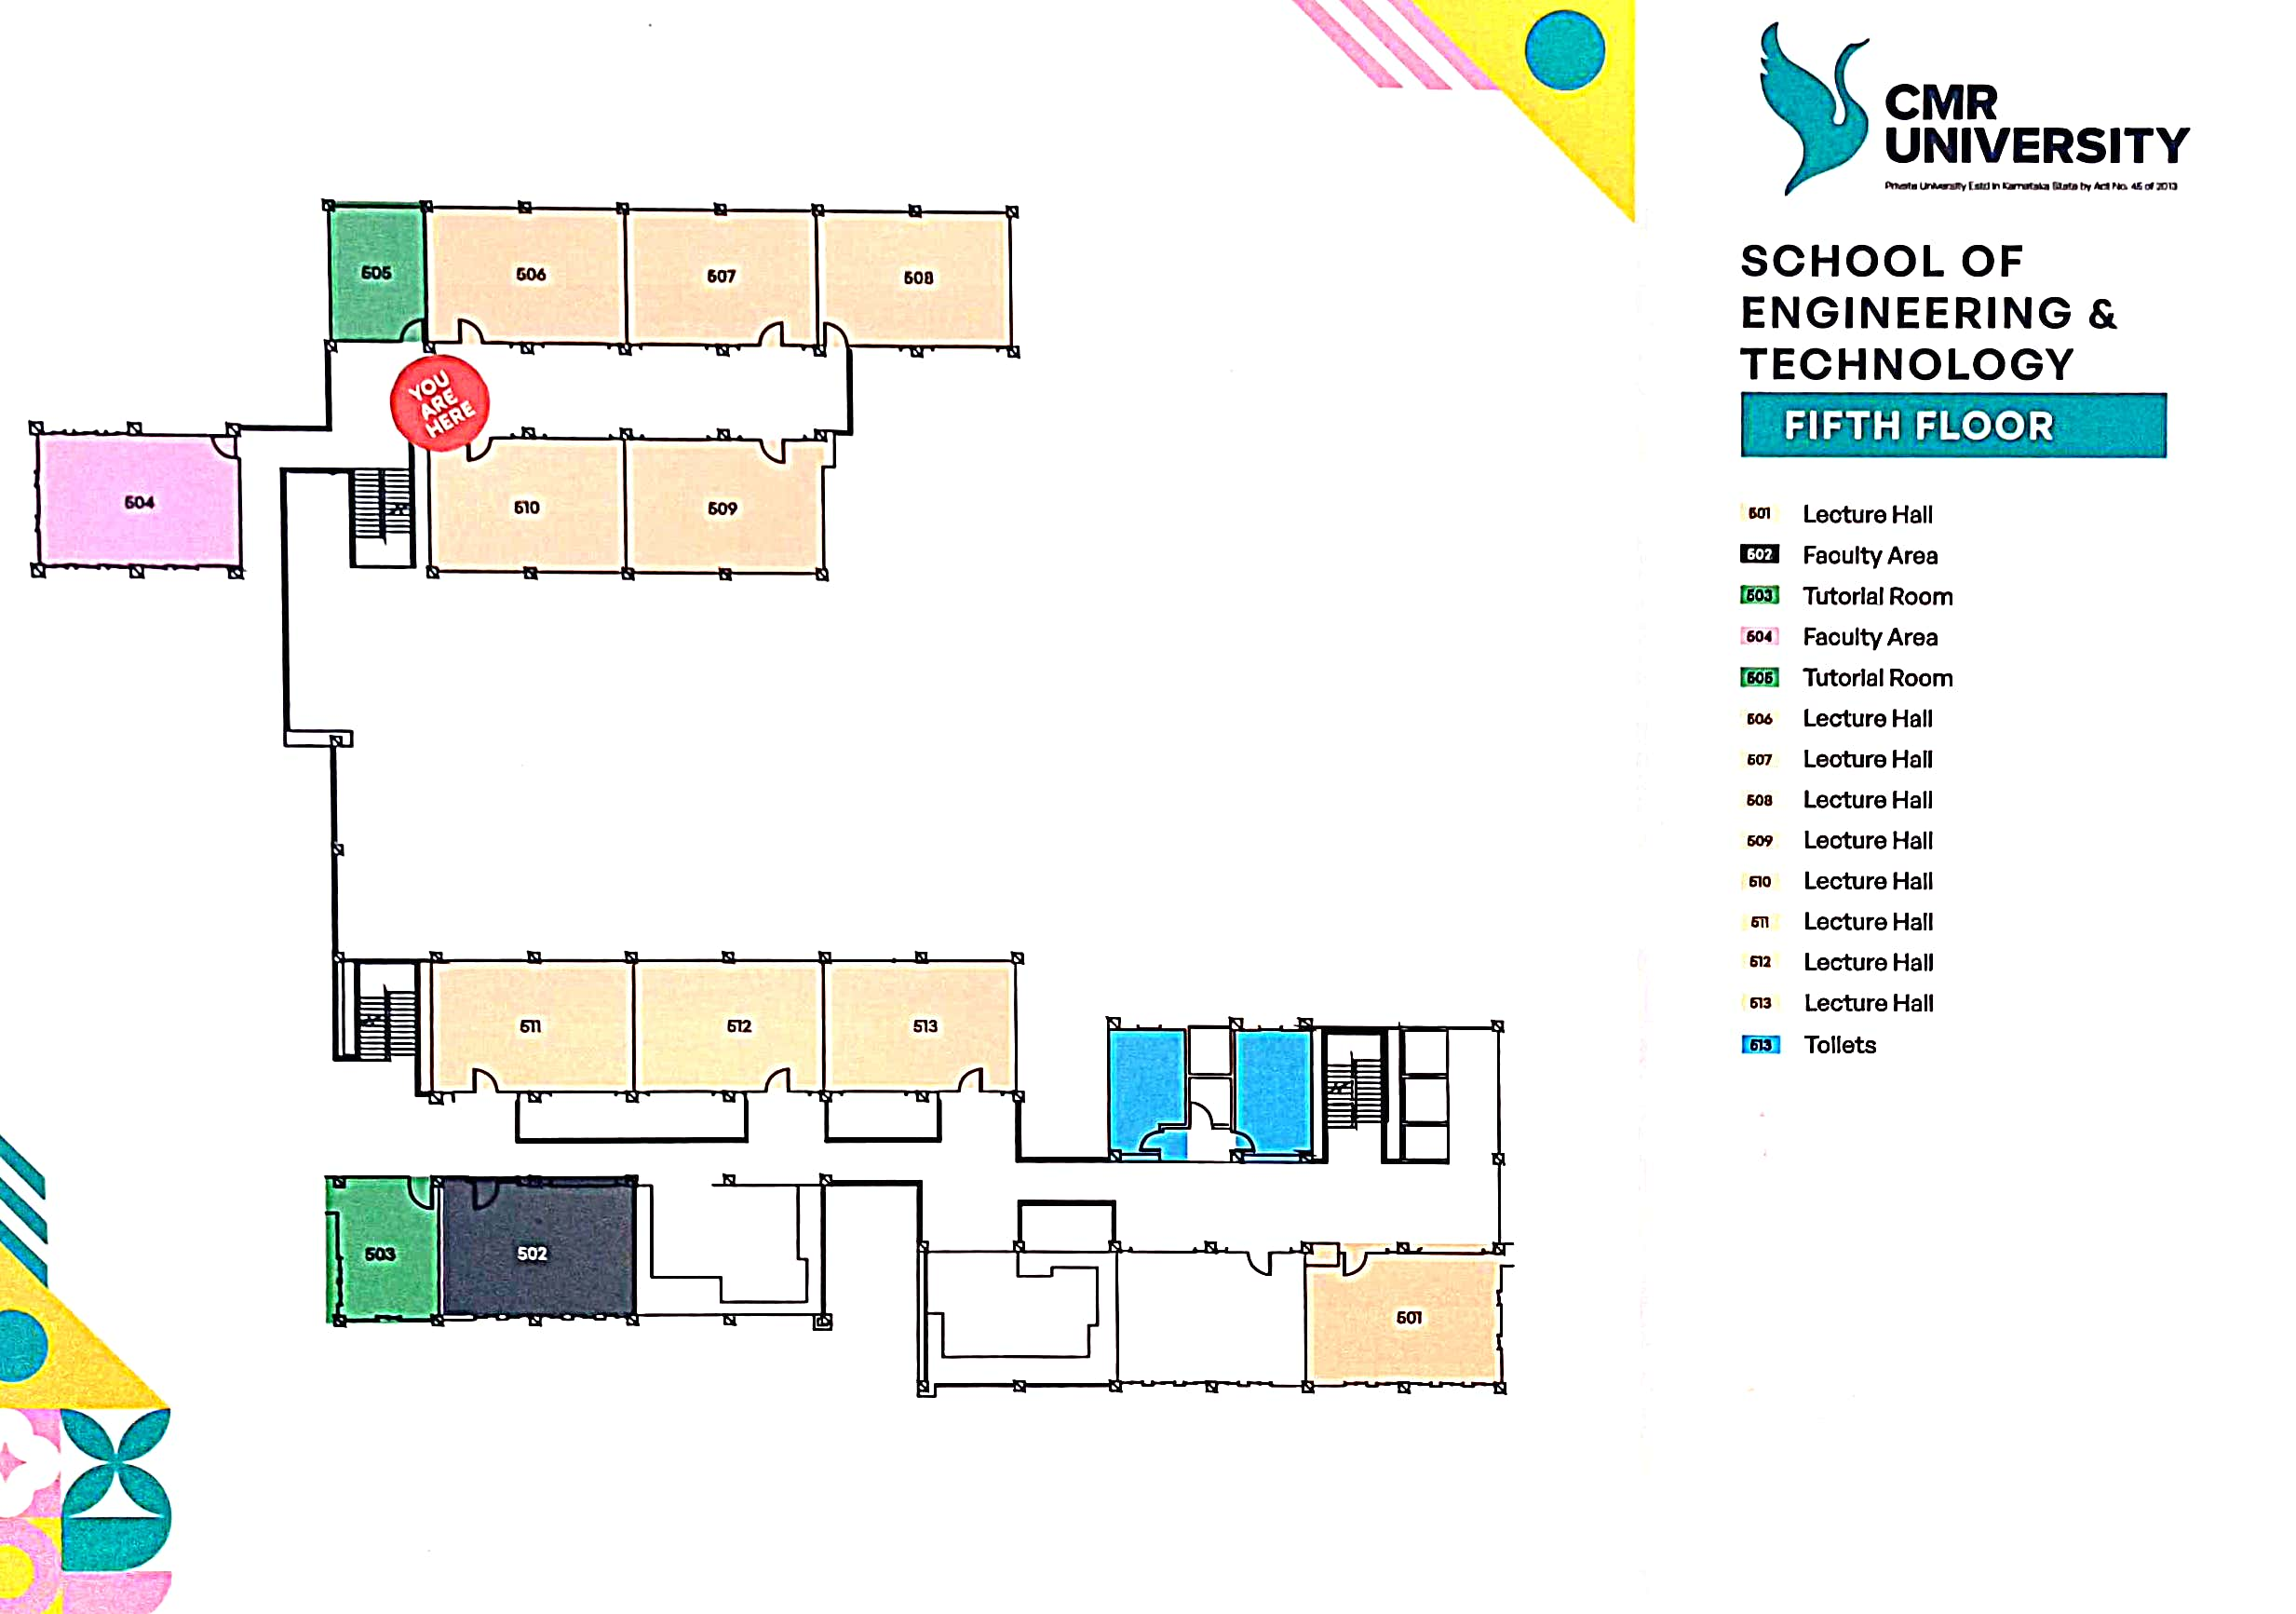 CMR
UNIVERSITY
Private University Estd in Karnataka State by Act No. 45 of 2013
SCHOOL OF
ENGINEERING &
TECHNOLOGY
FIFTH FLOOR
501 Lecture Hall
502 Faculty Area
503 Tutorial Room
504 Faculty Area
505 Tutorial Room
506 Lecture Hall
507 Lecture Hall
508 Lecture Hall
509 Lecture Hall
510 Lecture Hall
511 Lecture Hall
512 Lecture Hall
513 Lecture Hall
513 Toilets
505 506 507 508
YOU
ARE
HERE
504 510 509
511 512 513
503 502
501